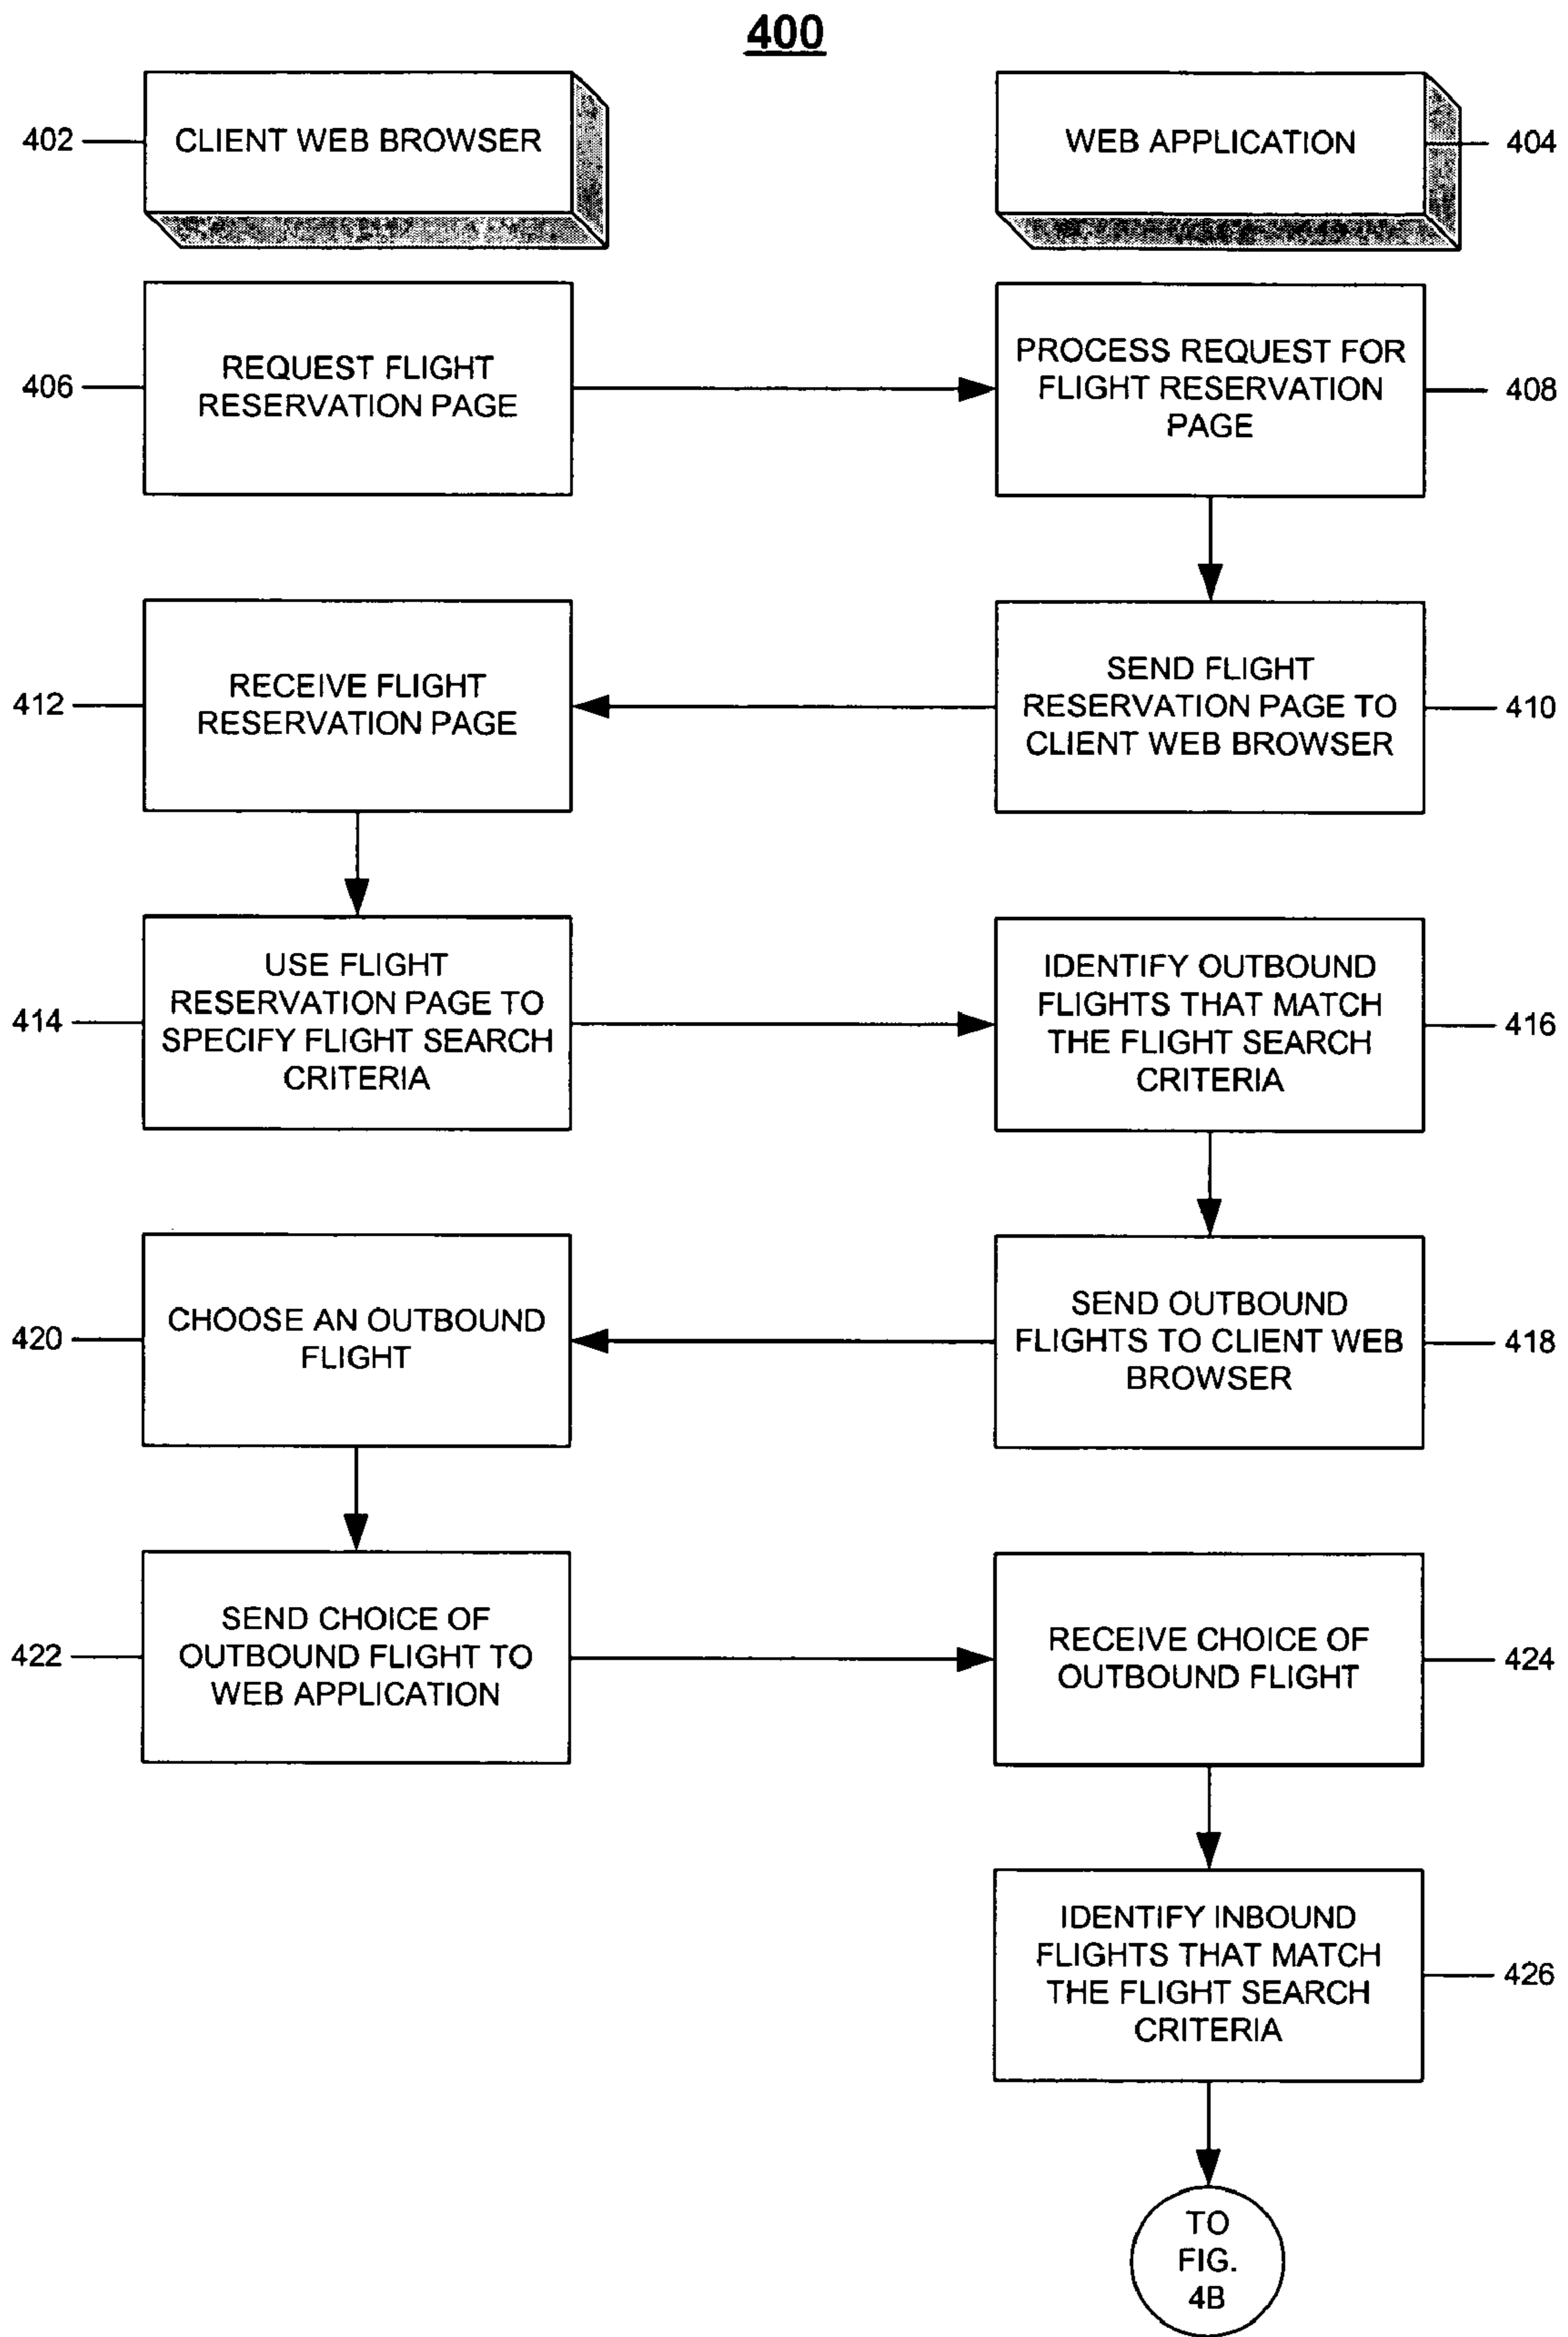 400
402
CLIENT WEB BROWSER
WEB APPLICATION
404
406
REQUEST FLIGHT
RESERVATION PAGE
PROCESS REQUEST FOR
FLIGHT RESERVATION
PAGE
408
412
RECEIVE FLIGHT
RESERVATION PAGE
SEND FLIGHT
RESERVATION PAGE TO
CLIENT WEB BROWSER
410
414
USE FLIGHT
RESERVATION PAGE TO
SPECIFY FLIGHT SEARCH
CRITERIA
IDENTIFY OUTBOUND
FLIGHTS THAT MATCH
THE FLIGHT SEARCH
CRITERIA
416
420
CHOOSE AN OUTBOUND
FLIGHT
SEND OUTBOUND
FLIGHTS TO CLIENT WEB
BROWSER
418
422
SEND CHOICE OF
OUTBOUND FLIGHT TO
WEB APPLICATION
RECEIVE CHOICE OF
OUTBOUND FLIGHT
424
IDENTIFY INBOUND
FLIGHTS THAT MATCH
THE FLIGHT SEARCH
CRITERIA
426
TO
FIG.
4B